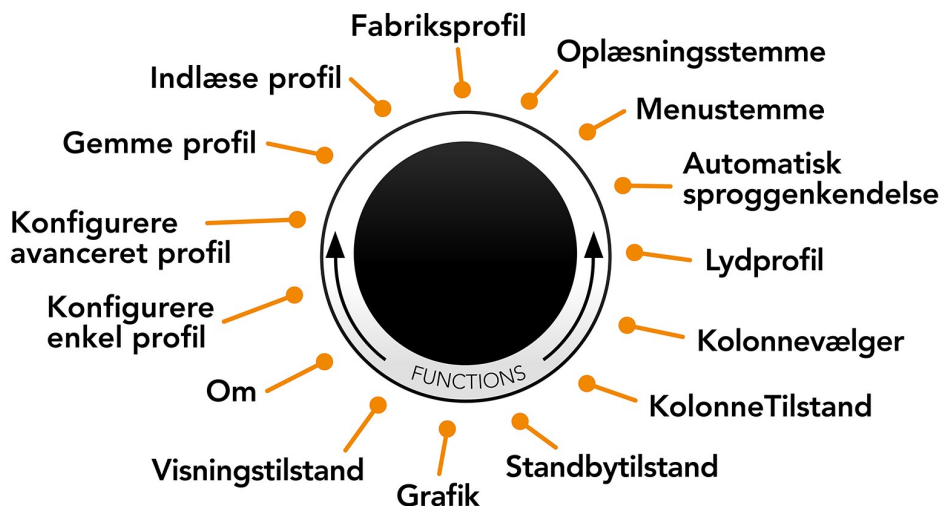 Fabriksprofil
Oplæsningsstemme
Indlæse profil
Menustemme
Gemme profil
Automatisk
sproggenkendelse
Konfigurere
avanceret profil
Lydprofil
Konfigurere
enkel profil
Kolonnevælger
FUNCTIONS
Om
KolonneTilstand
Visningstilstand
Standbytilstand
Grafik